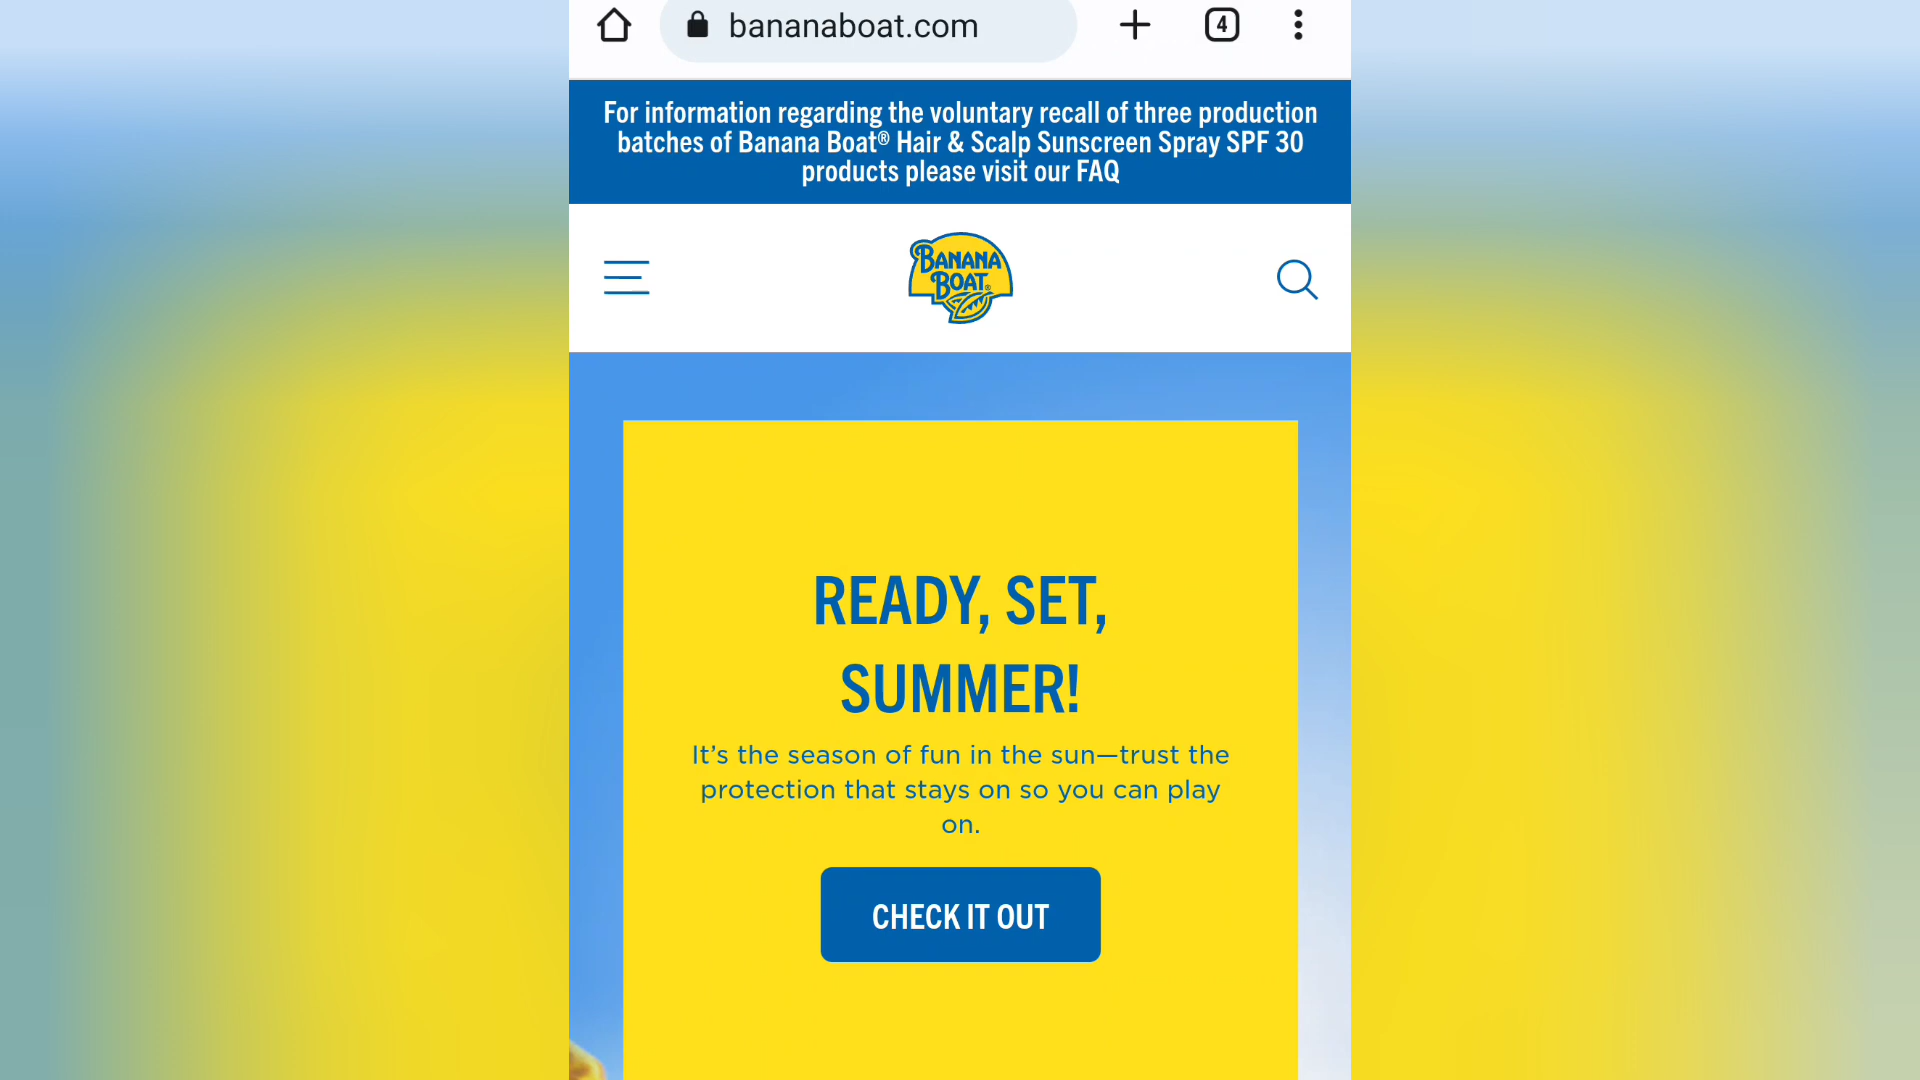 bananaboat.com
4
For information regarding the voluntary recall of three production
batches of Banana Boat® Hair & Scalp Sunscreen Spray SPF 30
products please visit our FAQ
BANANA
BOAT®
READY, SET,
SUMMER!
It’s the season of fun in the sun—trust the
protection that stays on so you can play
on.
CHECK IT OUT